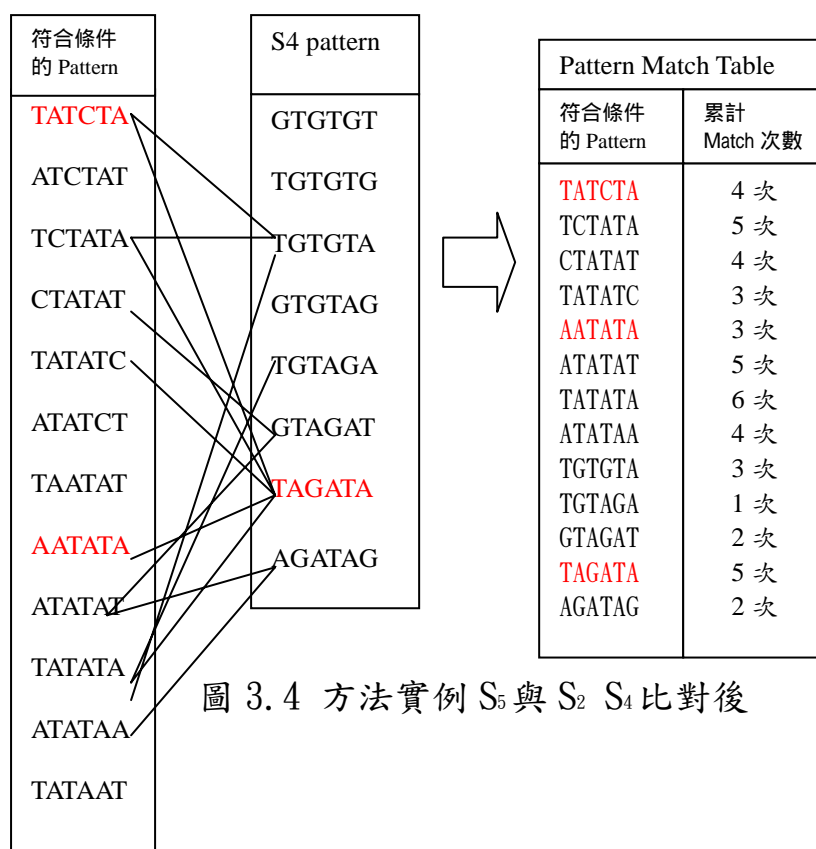 符合條件
的 Pattern
TATCTA
ATCTAT
TCTATA
CTATAT
TATATC
ATATCT
TAATAT
AATATA
ATATAT
TATATA
ATATAA
TATAAT
S4 pattern
GTGTGT
TGTGTG
TGTGTA
GTGTAG
TGTAGA
GTAGAT
TAGATA
AGATAG
Pattern Match Table
符合條件 累計
的 Pattern Match 次數
TATCTA 4 次
TCTATA 5 次
CTATAT 4 次
TATATC 3 次
AATATA 3 次
ATATAT 5 次
TATATA 6 次
ATATAA 4 次
TGTGTA 3 次
TGTAGA 1 次
GTAGAT 2 次
TAGATA 5 次
AGATAG 2 次
圖 3.4 方法實例 S5 與 S2 S4 比對後